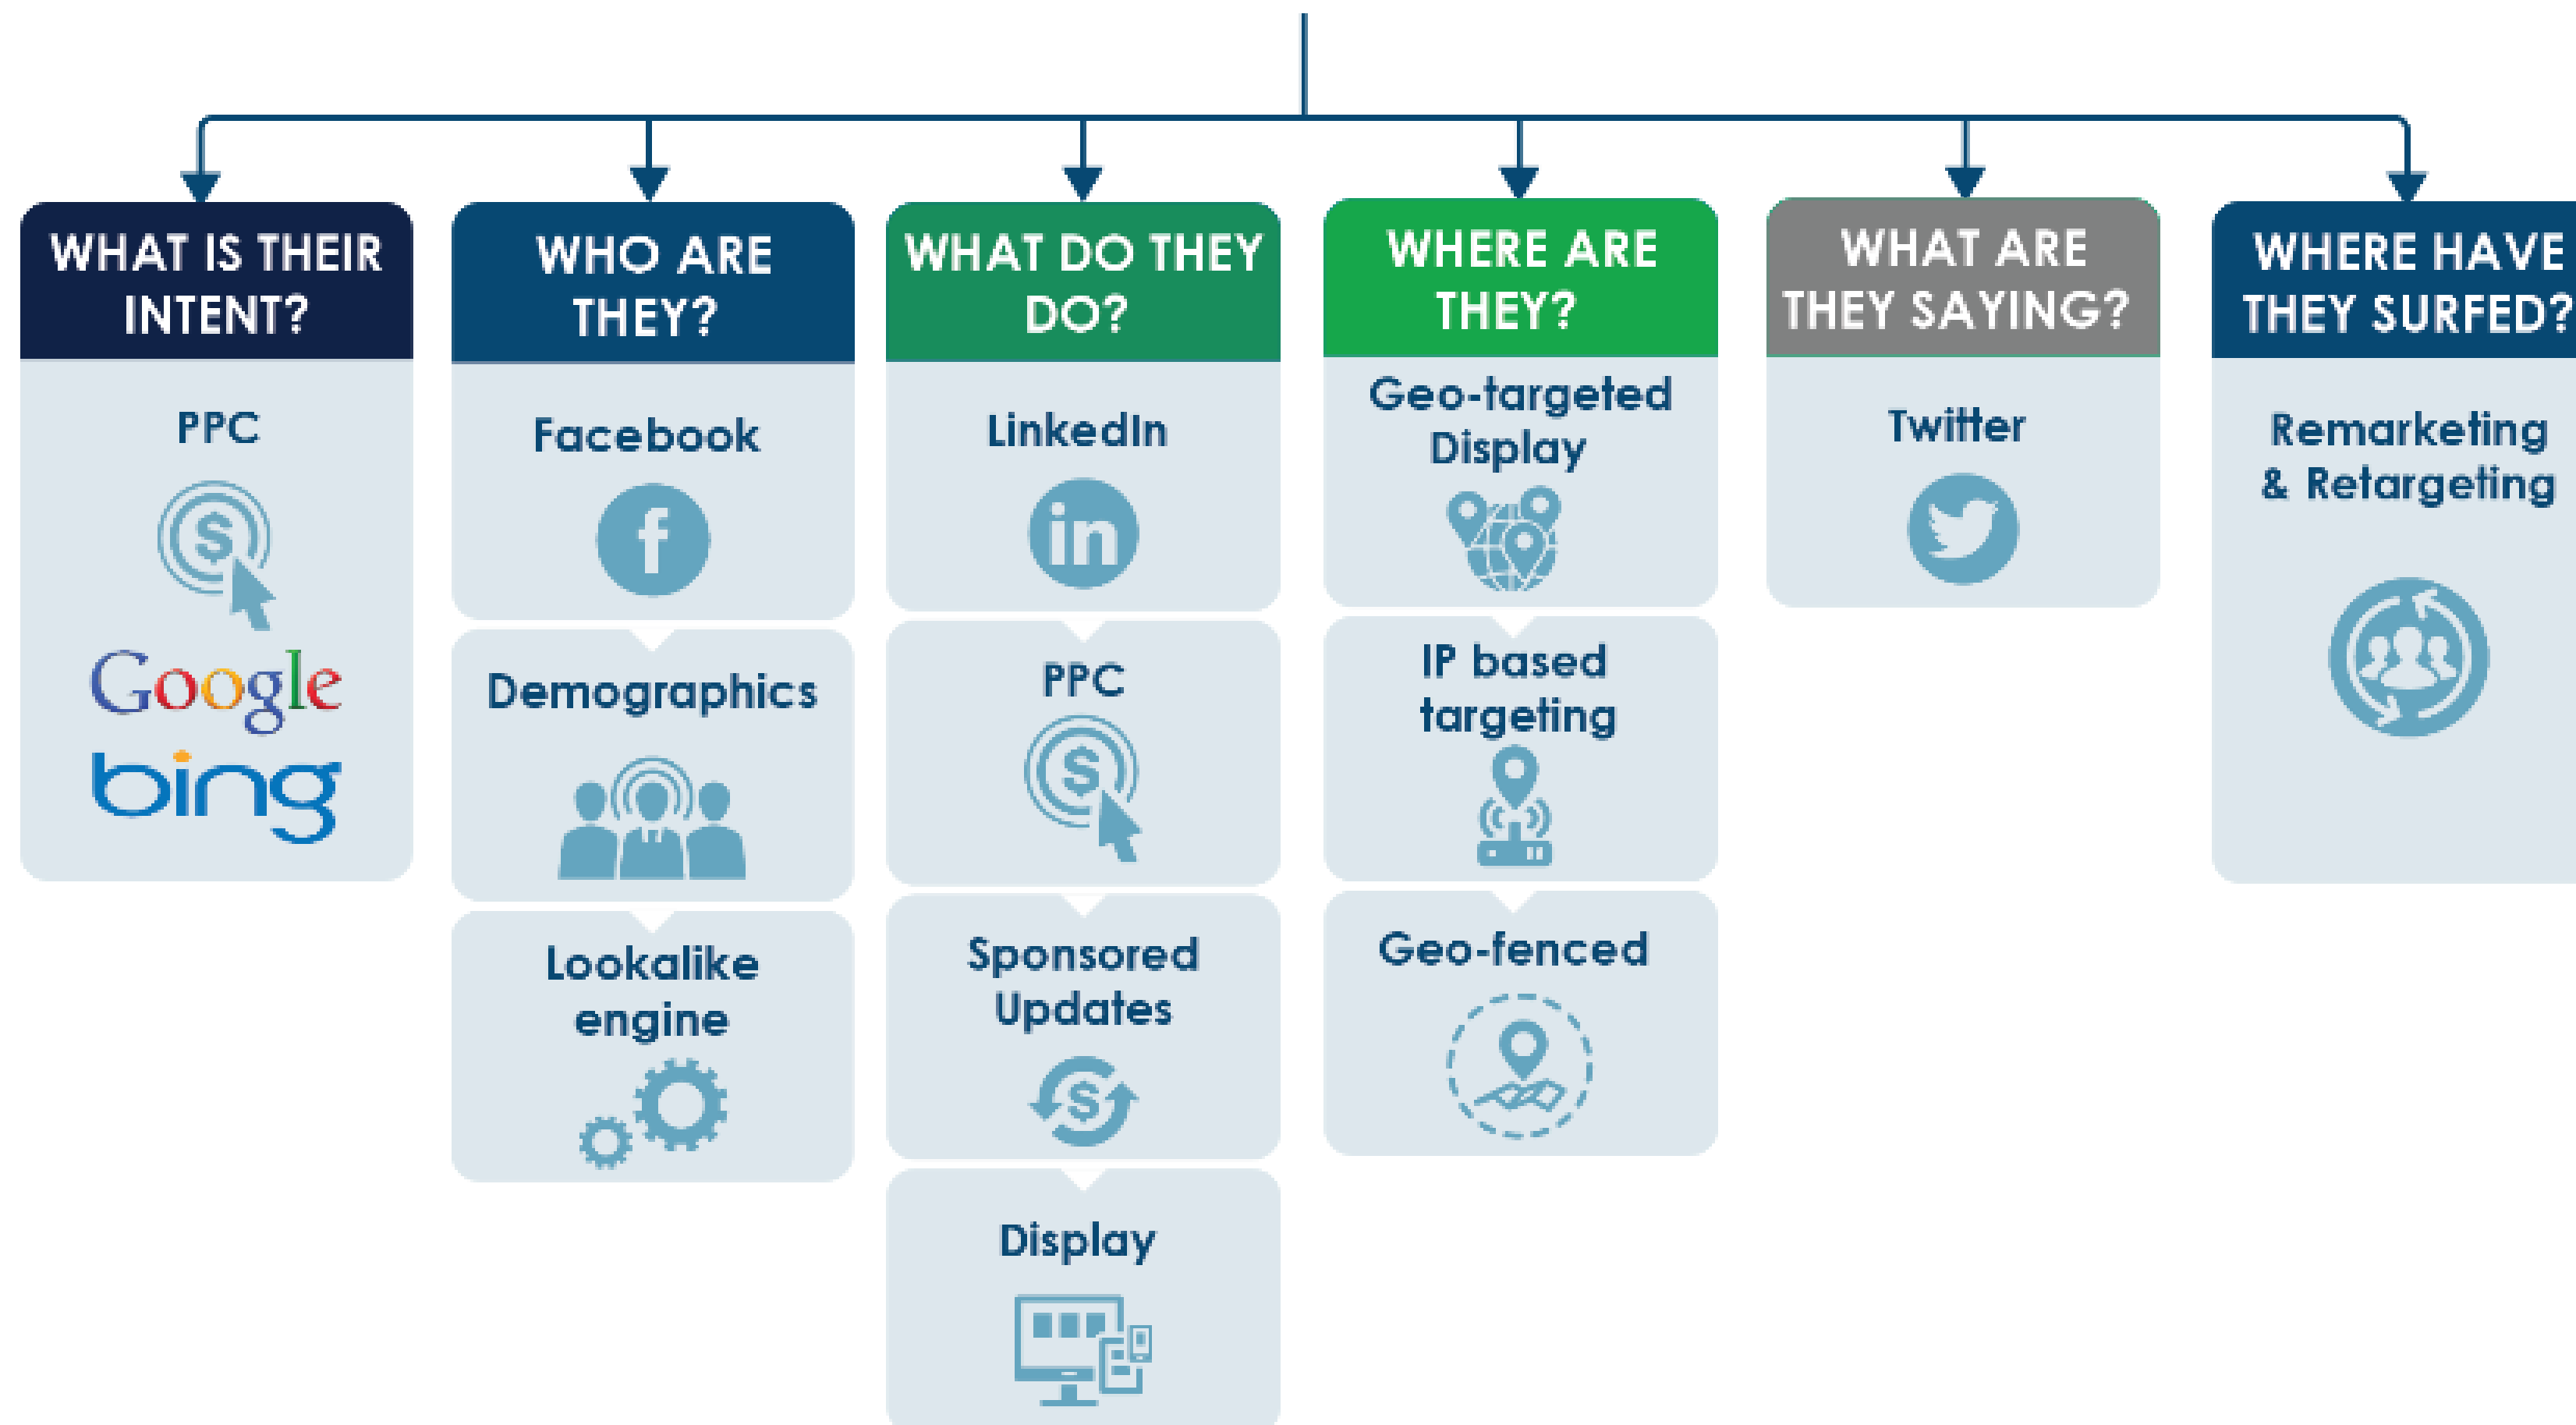 WHAT IS THEIR
INTENT?
PPC
$
Google
bing
WHO ARE
THEY?
Facebook
f
Demographics
Lookalike
engine
WHAT DO THEY
DO?
LinkedIn
in
PPC
$
Sponsored
Updates
$
Display
WHERE ARE
THEY?
Geo-targeted
Display
IP based
targeting
Geo-fenced
WHAT ARE
THEY SAYING?
Twitter
WHERE HAVE
THEY SURFED?
Remarketing
& Retargeting